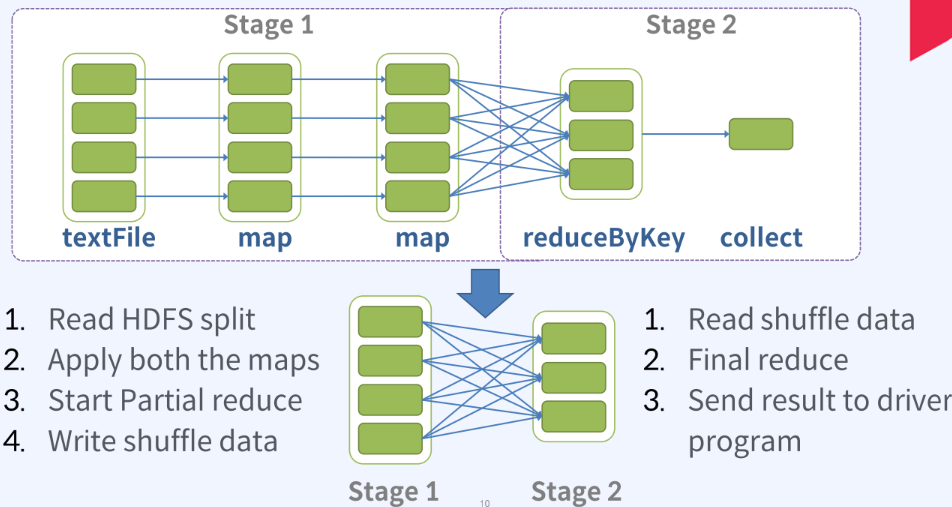 Stage 1
Stage 2
textFile
map
map
reduceByKey
collect
1. Read HDFS split
2. Apply both the maps
3. Start Partial reduce
4. Write shuffle data
1. Read shuffle data
2. Final reduce
3. Send result to driver
program
Stage 1
Stage 2
10